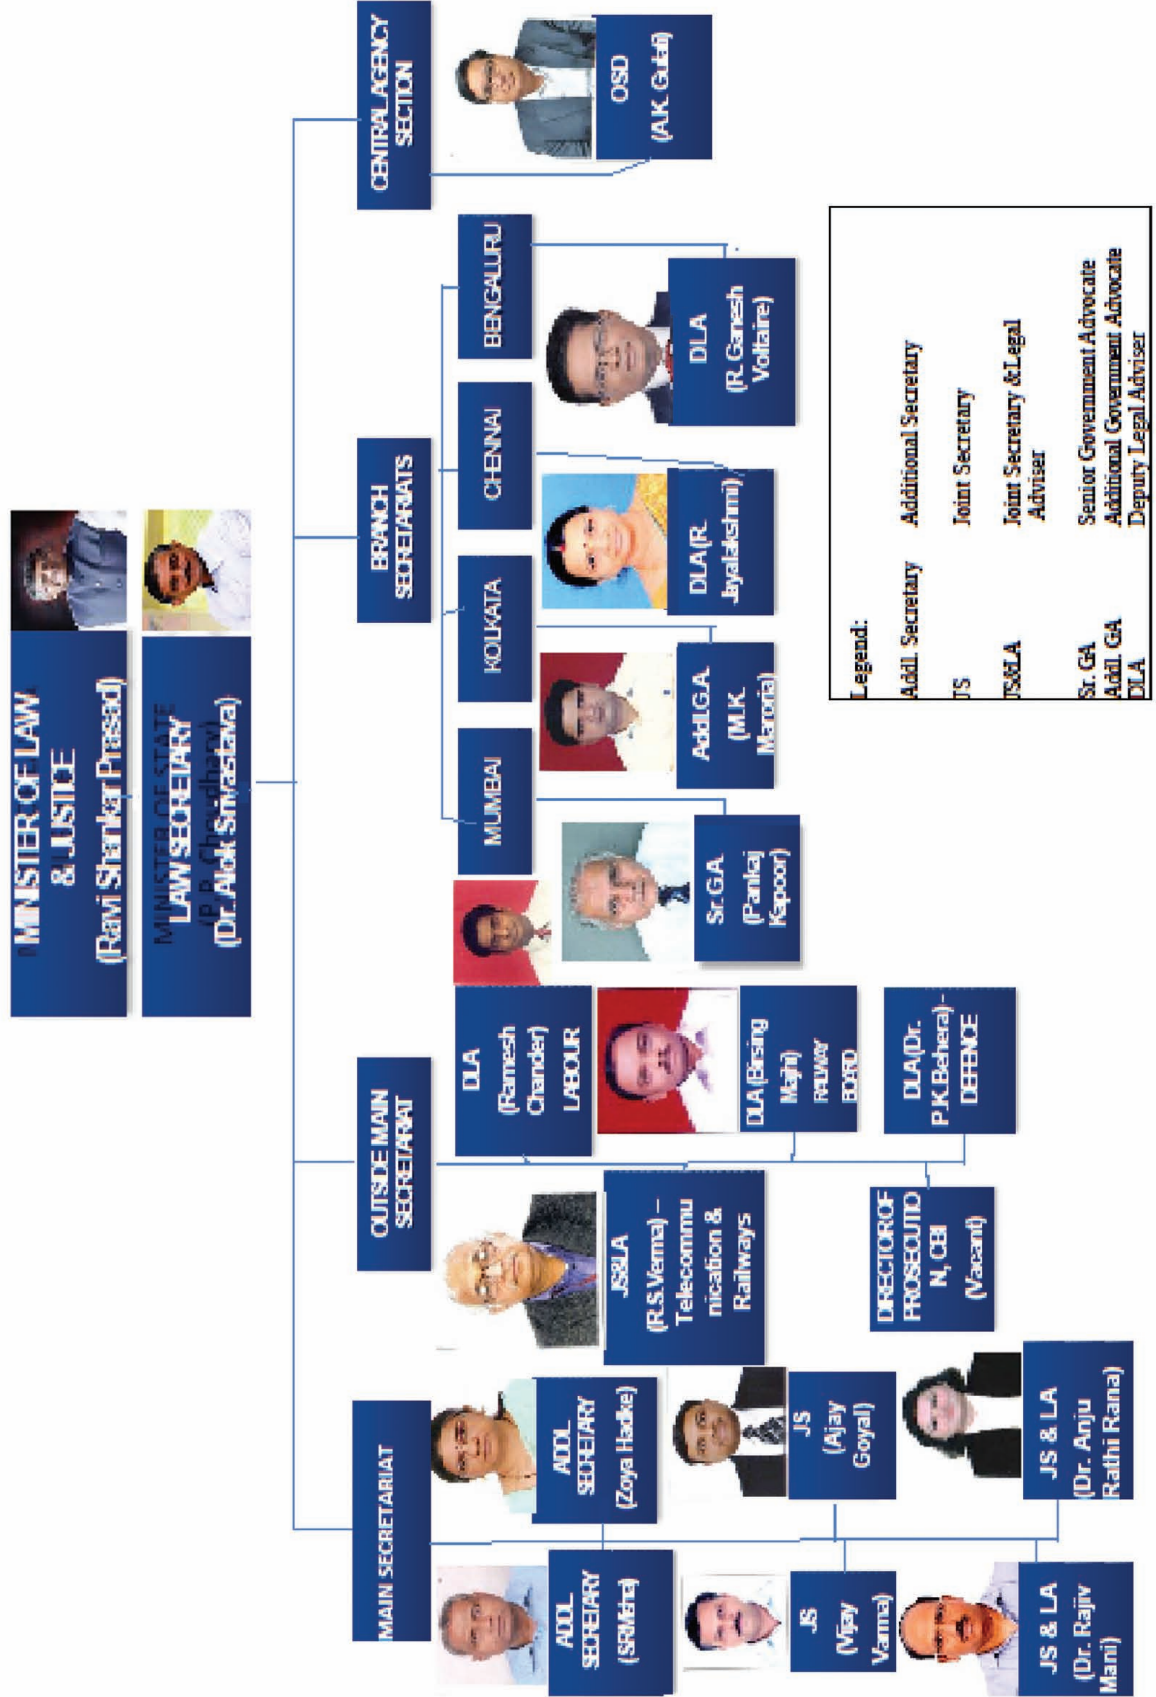 MINISTER OF LAW
& JUSTICE
(Ravi Shankar Prasad)
MINISTER OF STATE
LAW SECRETARY
(P. P. Choudhary)
(Dr. Alok Srivastava)
MAIN SECRETARIAT
ADDL
SECRETARY
(SRMishra)
ADDL
SECRETARY
(Zoya Hadke)
JS
(Vijay
Varma)
JS
(Ajay
Goyal)
JS & LA
(Dr. Rajiv
Mani)
JS & LA
(Dr. Anju
Rathi Rana)
OUTSIDE MAIN
SECRETARIAT
JS&LA
(R.S.Verma) –
Telecommu
nication &
Railways
DLA
(Ramesh
Chander)
LABOUR
DLA (Birsing
Majhi)
RAILWAY
BOARD
DIRECTOR OF
PROSECUTIO
N, CBI
(Vacant)
DLA (Dr.
P.K.Behera) –
DEFENCE
BRANCH
SECRETARIATS
MUMBAI
Sr.G.A.
(Pankaj
Kapoor)
KOLKATA
Addl.G.A.
(M.K.
Maroria)
CHENNAI
DLA (R.
Jayalakshmi)
BENGALURU
DLA
(R. Ganesh
Voltaire)
CENTRAL AGENCY
SECTION
OSD
(A.K. Gulati)
Legend:
Addl. Secretary Additional Secretary
JS Joint Secretary
JS&LA Joint Secretary &Legal
Adviser
Sr. GA Senior Government Advocate
Addl. GA Additional Government Advocate
DLA Deputy Legal Adviser